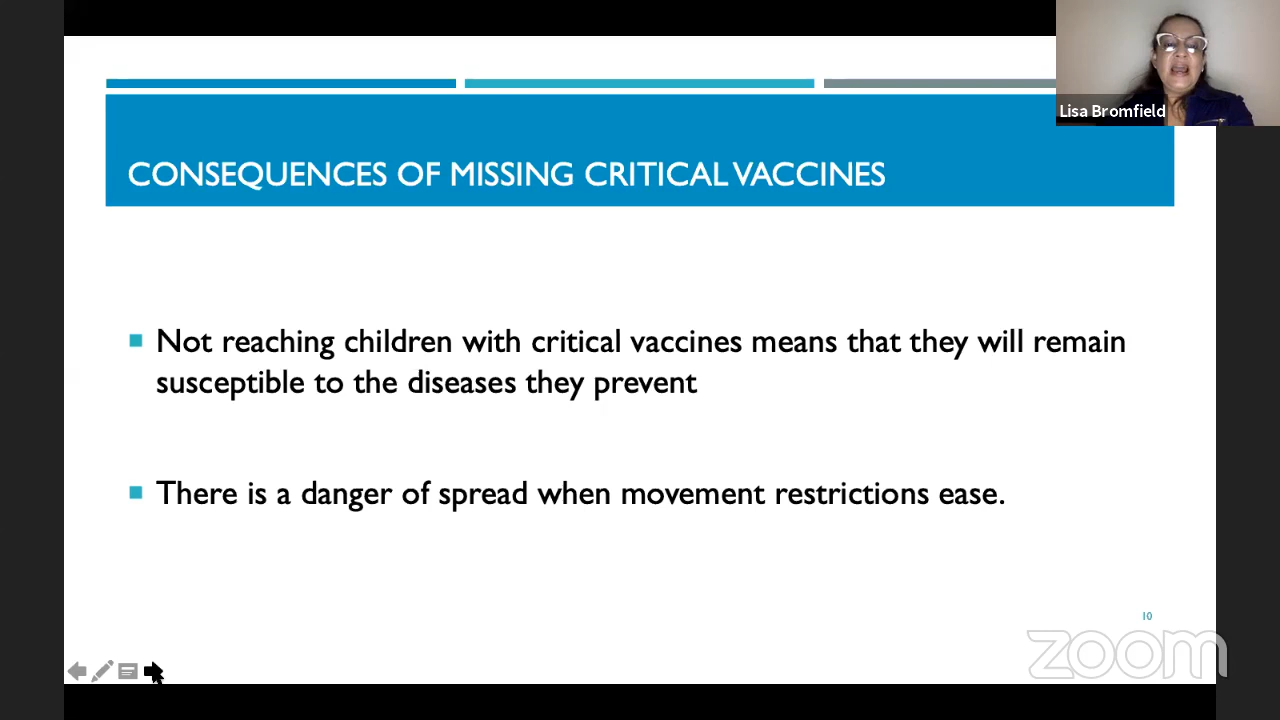 Lisa Bromfield
CONSEQUENCES OF MISSING CRITICAL VACCINES
Not reaching children with critical vaccines means that they will remain
susceptible to the diseases they prevent
There is a danger of spread when movement restrictions ease.
10
zoom